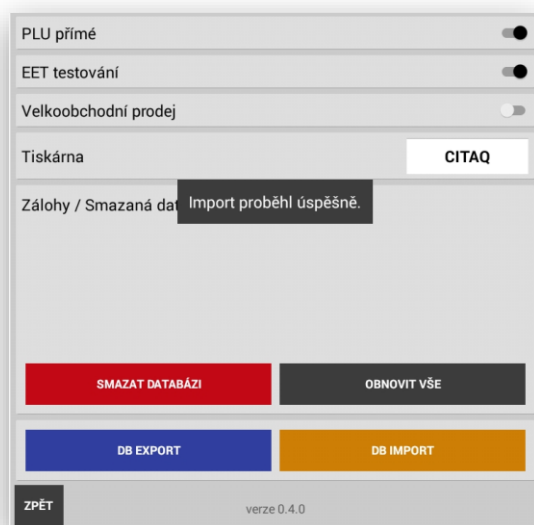 PLU přímé
EET testování
Velkoobchodní prodej
Tiskárna CITAQ
Zálohy / Smazaná dat
Import proběhl úspěšně.
SMAZAT DATABÁZI OBNOVIT VŠE
DB EXPORT DB IMPORT
ZPĚT verze 0.4.0